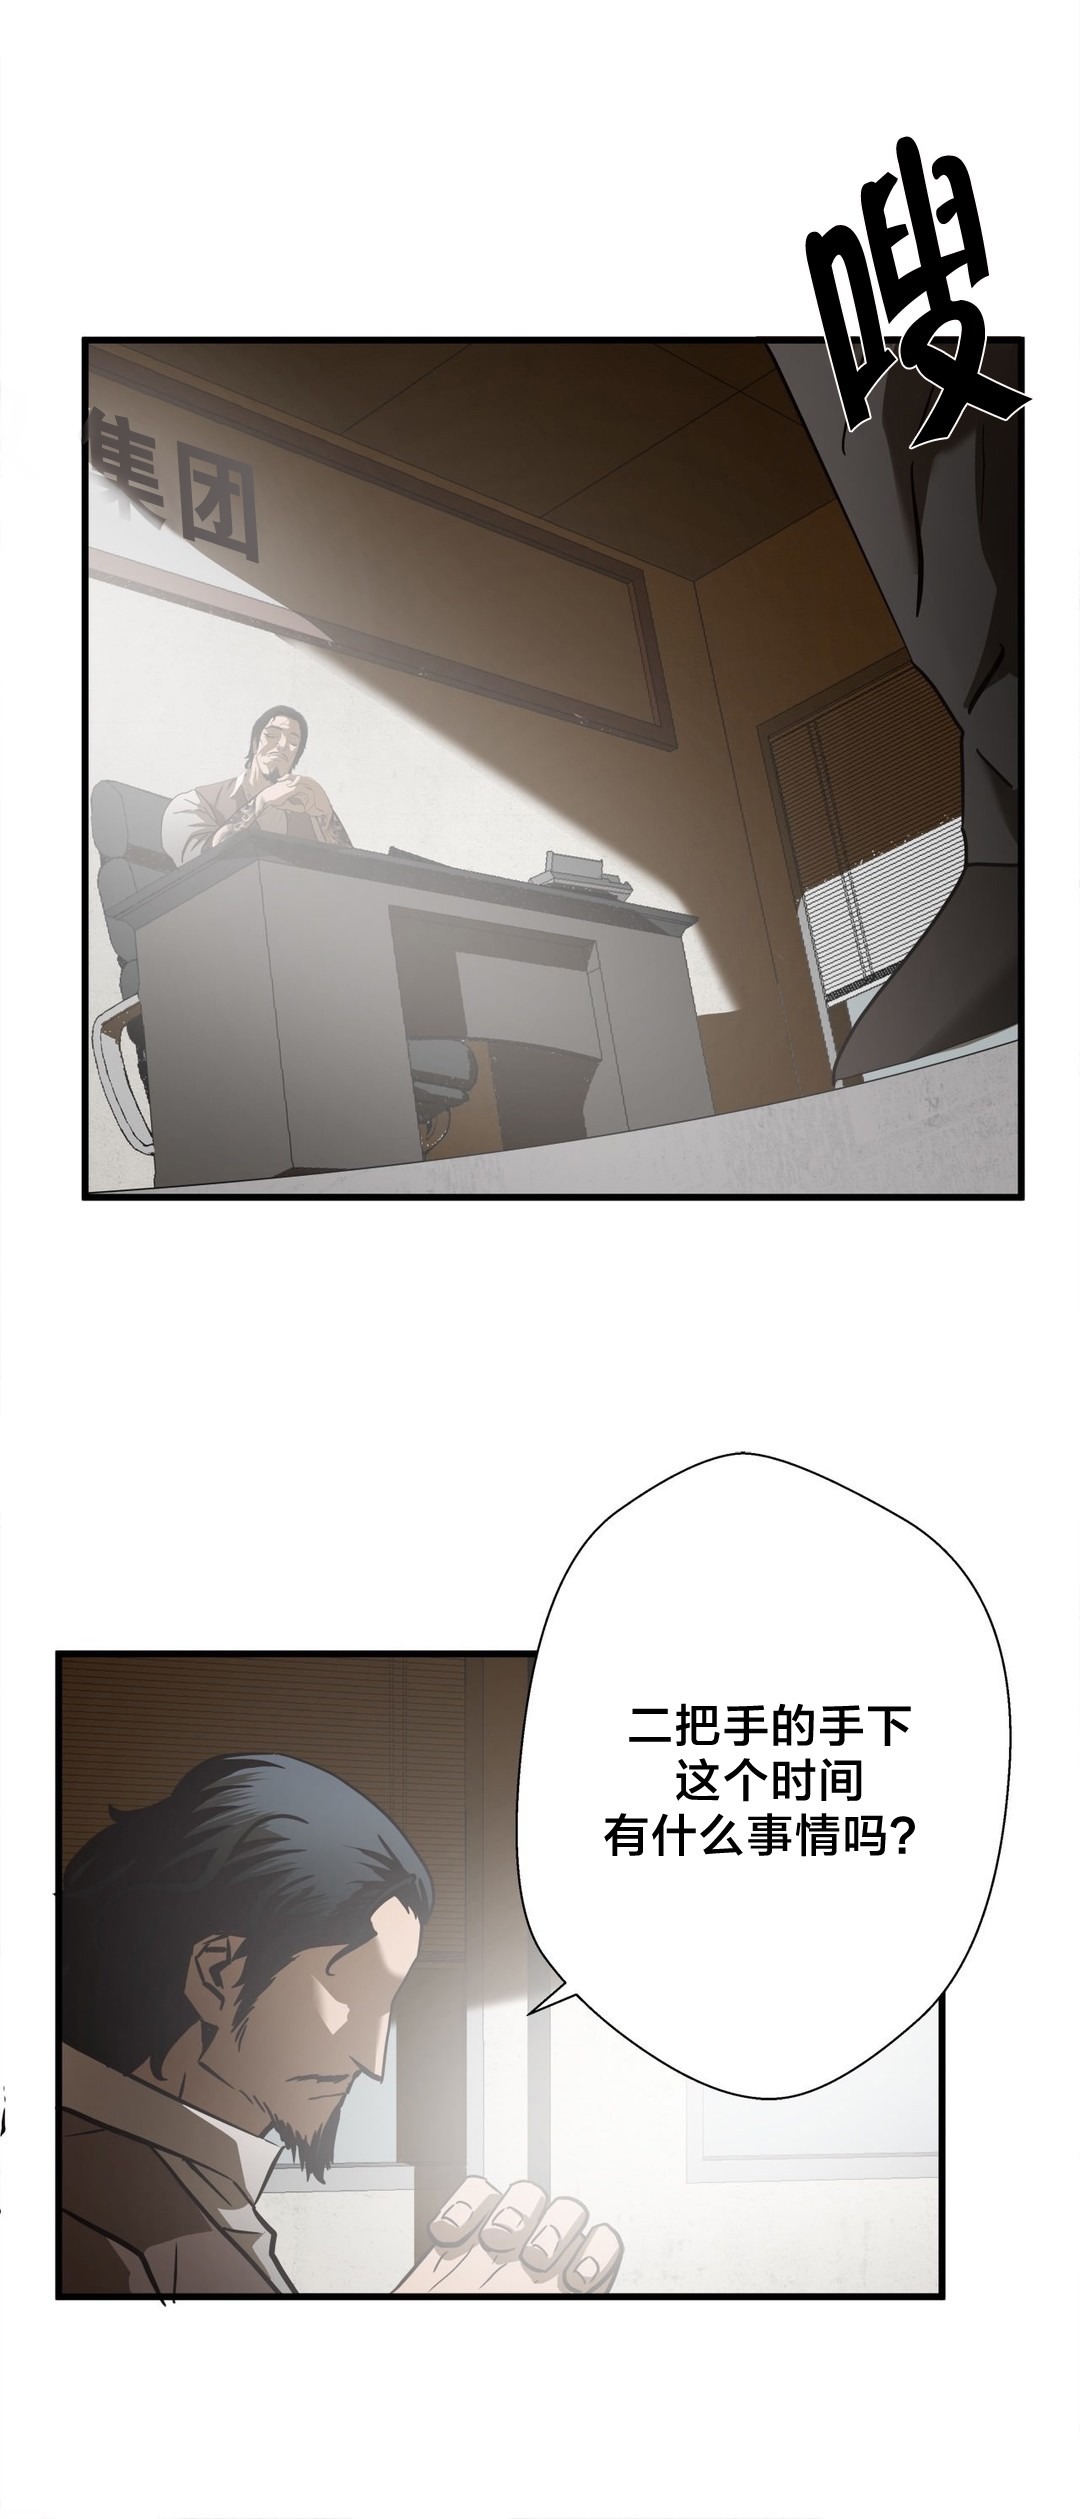 嗖
集团
二把手的手下
这个时间
有什么事情吗?